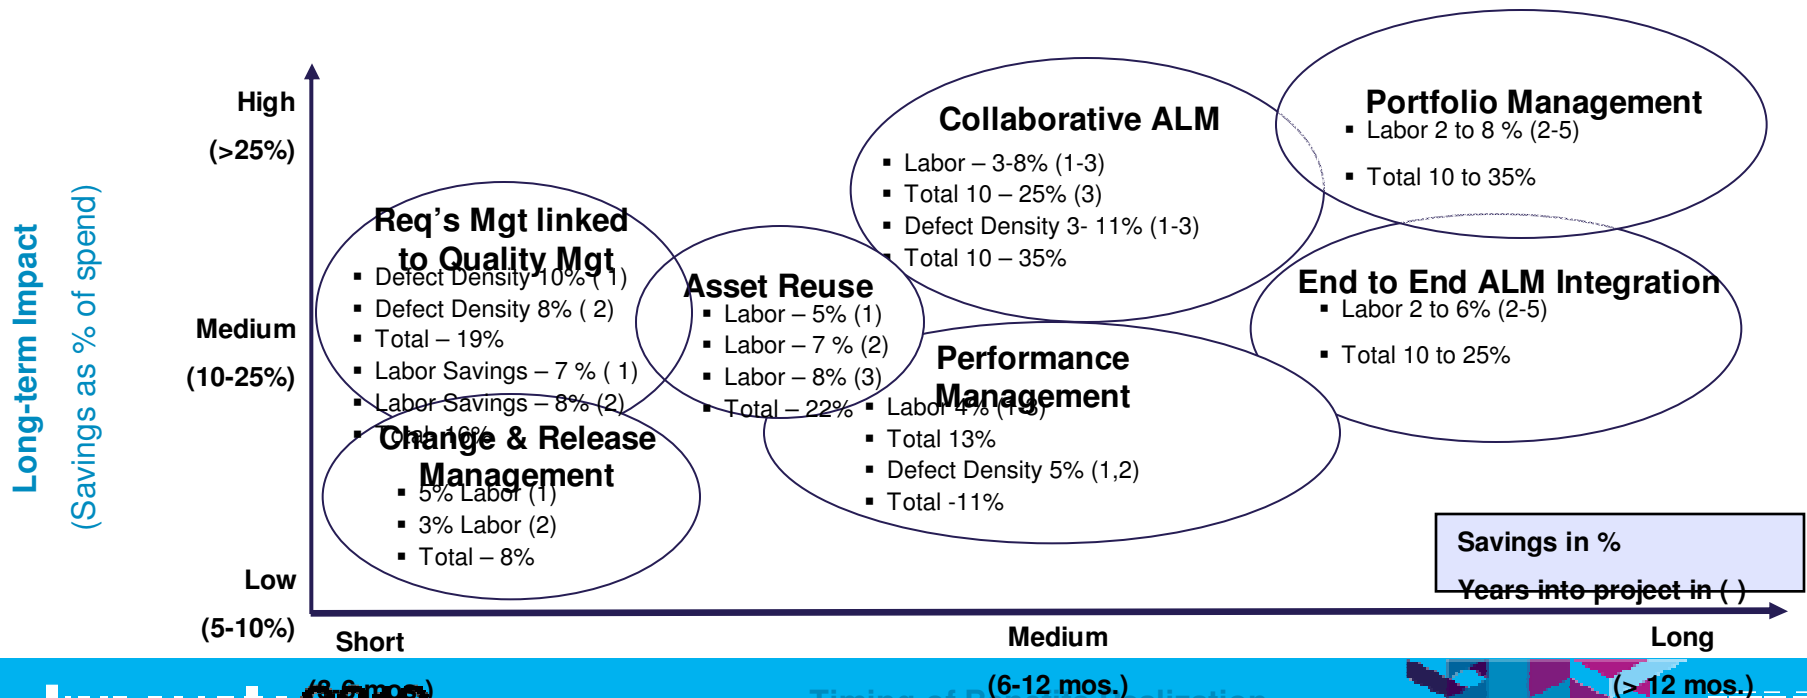 Long-term Impact
(Savings as % of spend)
High
(>25%)
Medium
(10-25%)
Low
(5-10%)
Req’s Mgt linked
to Quality Mgt
▪ Defect Density 10% ( 1)
▪ Defect Density 8% ( 2)
▪ Total – 19%
▪ Labor Savings – 7 % ( 1)
▪ Labor Savings – 8% (2)
▪ Total- 16%
Change & Release
Management
▪ 5% Labor (1)
▪ 3% Labor (2)
▪ Total – 8%
Asset Reuse
▪ Labor – 5% (1)
▪ Labor – 7 % (2)
▪ Labor – 8% (3)
▪ Total – 22%
Collaborative ALM
▪ Labor – 3-8% (1-3)
▪ Total 10 – 25% (3)
▪ Defect Density 3- 11% (1-3)
▪ Total 10 – 35%
Performance
Management
▪ Labor 4% (1-3)
▪ Total 13%
▪ Defect Density 5% (1,2)
▪ Total -11%
Portfolio Management
▪ Labor 2 to 8 % (2-5)
▪ Total 10 to 35%
End to End ALM Integration
▪ Labor 2 to 6% (2-5)
▪ Total 10 to 25%
Savings in %
Years into project in ( )
Short
Medium
(6-12 mos.)
Long
(> 12 mos.)
Timing of Benefits Realization